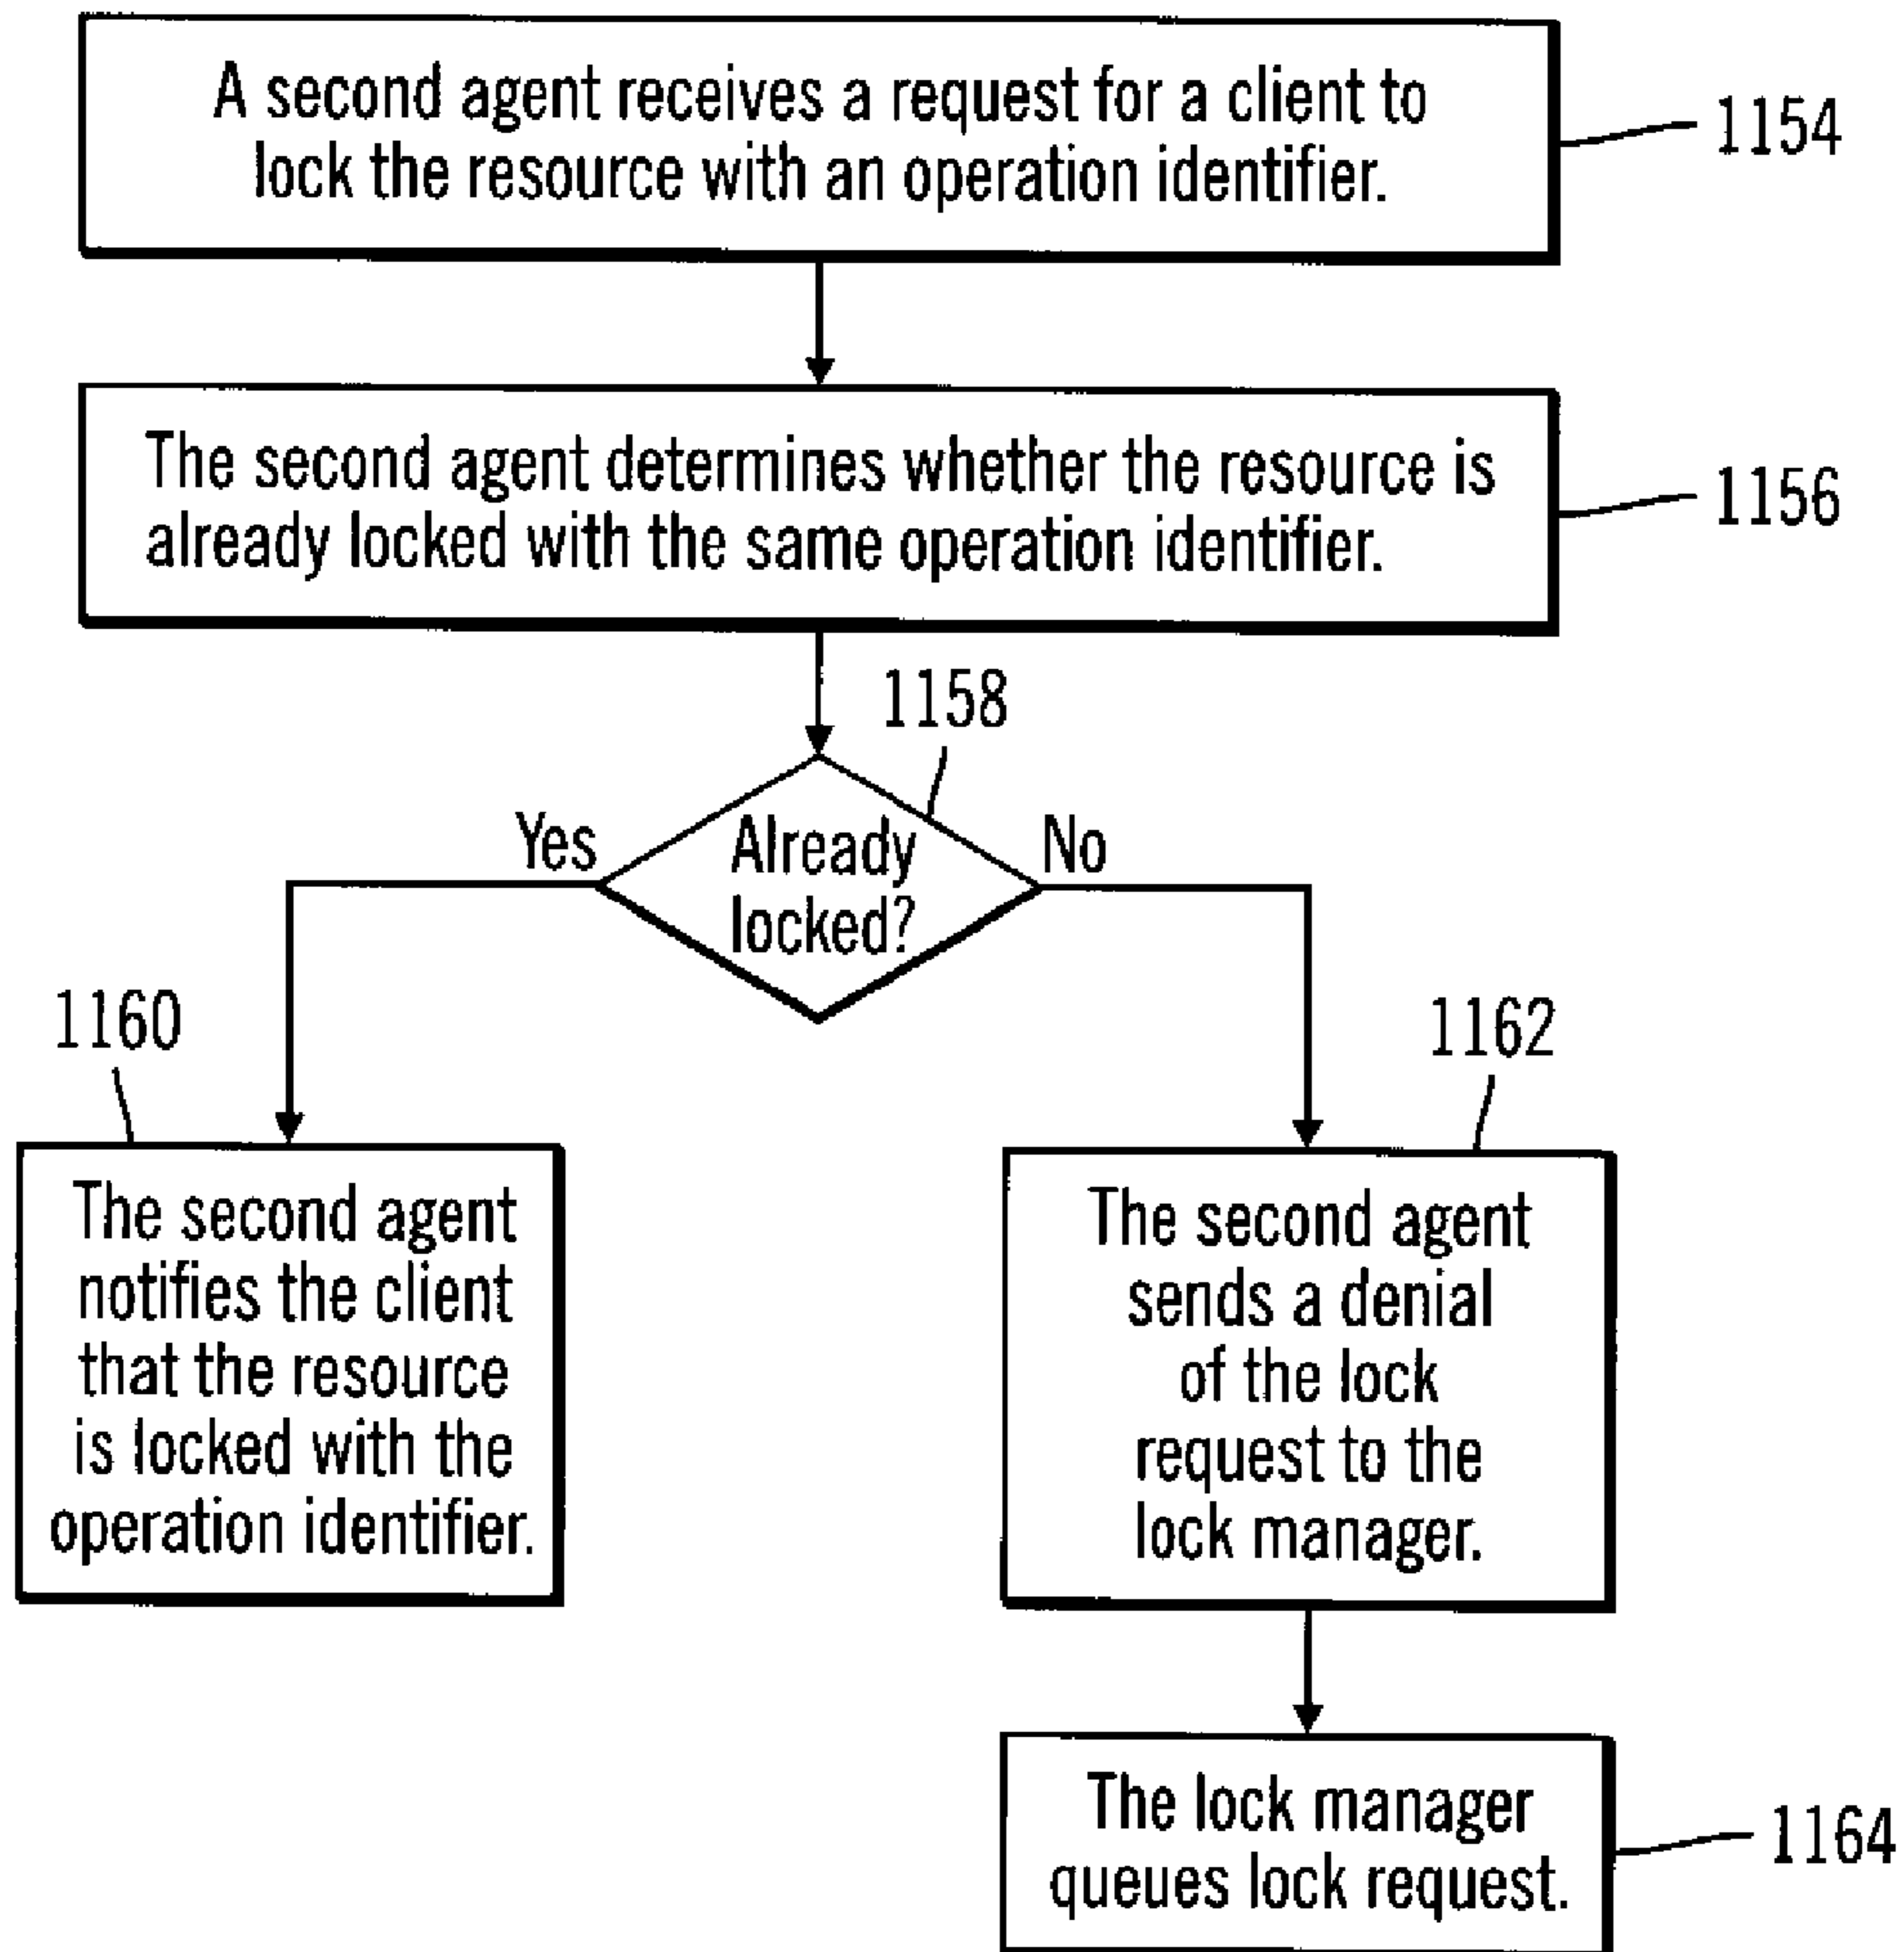 A second agent receives a request for a client to
lock the resource with an operation identifier.
1154
The second agent determines whether the resource is
already locked with the same operation identifier.
1156
1158
Yes
Already
locked?
No
1160
The second agent
notifies the client
that the resource
is locked with the
operation identifier.
1162
The second agent
sends a denial
of the lock
request to the
lock manager.
The lock manager
queues lock request.
1164